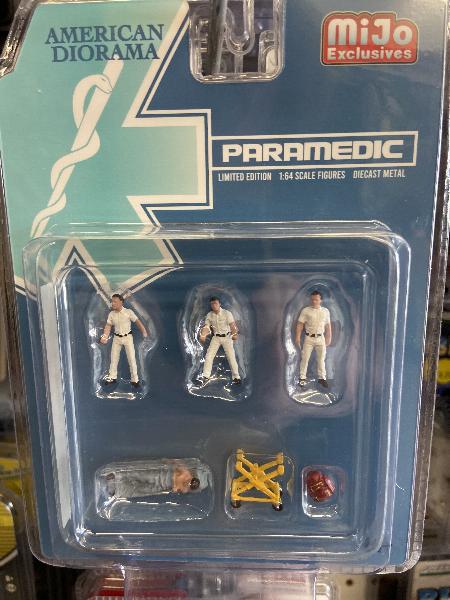 AMERICAN
DIORAMA
MiJo
Exclusives
PARAMEDIC
LIMITED EDITION 1:64 SCALE FIGURES DIECAST METAL